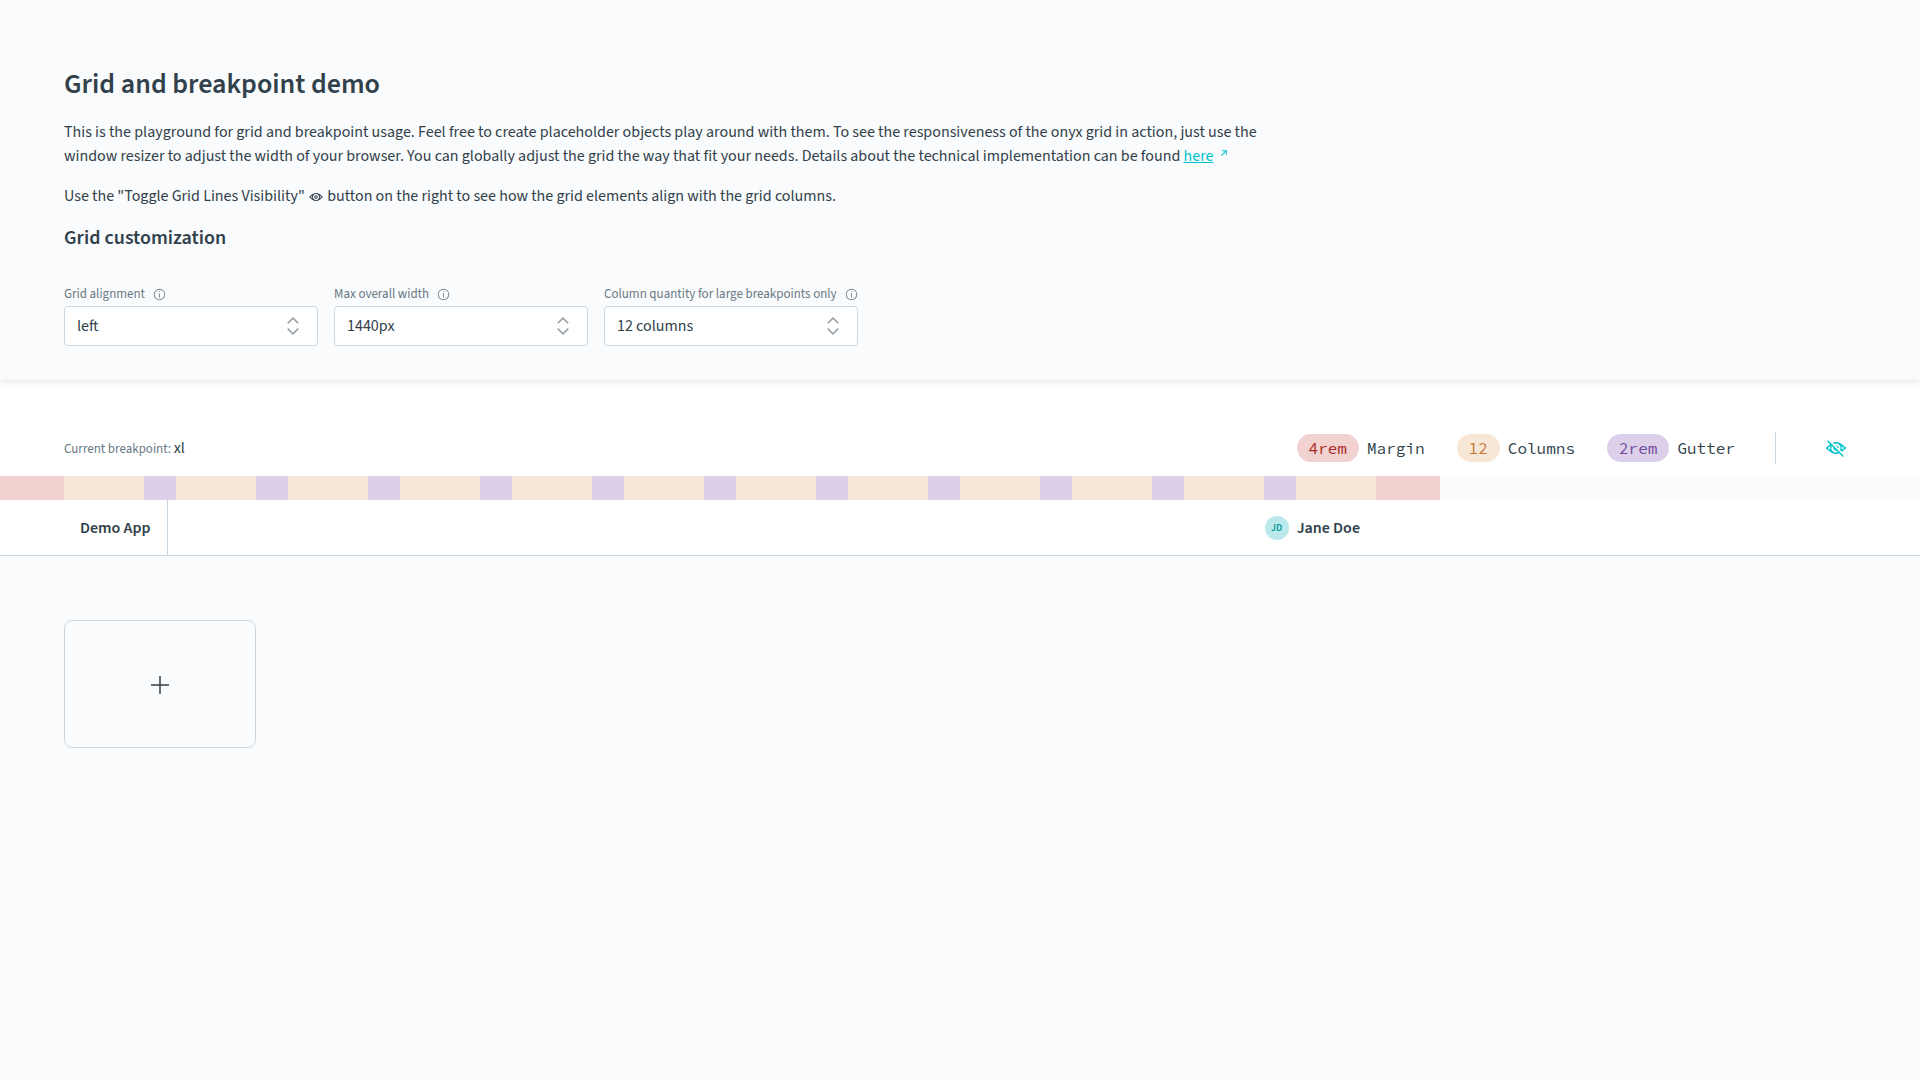 Grid and breakpoint demo
This is the playground for grid and breakpoint usage. Feel free to create placeholder objects play around with them. To see the responsiveness of the onyx grid in action, just use the
window resizer to adjust the width of your browser. You can globally adjust the grid the way that fit your needs. Details about the technical implementation can be found here
Use the "Toggle Grid Lines Visibility" button on the right to see how the grid elements align with the grid columns.
Grid customization
Grid alignment Max overall width Column quantity for large breakpoints only
left 1440px 12 columns
Current breakpoint: xl 4rem Margin 12 Columns 2rem Gutter
Demo App JD Jane Doe